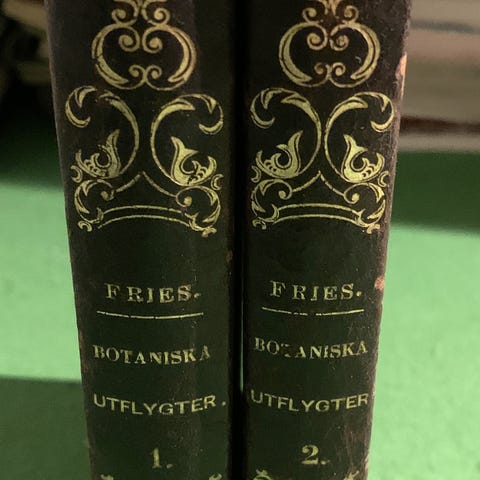 FRIES.
BOTANISKA
UTFLYGTER.
1.
FRIES.
BOTANISKA
UTFLYGTER
2.